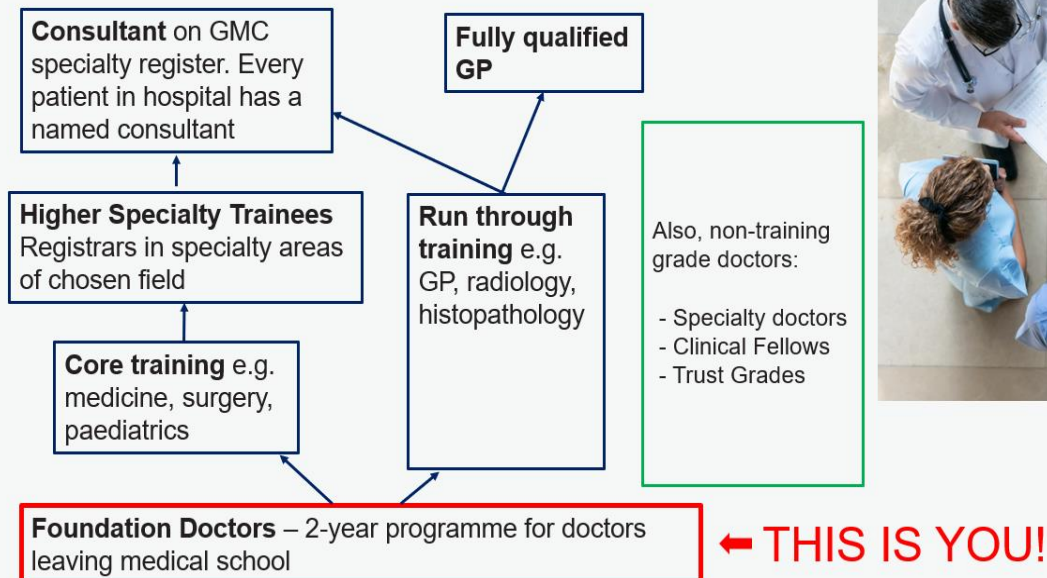 Consultant on GMC
specialty register. Every
patient in hospital has a
named consultant
Fully qualified
GP
Higher Specialty Trainees
Registrars in specialty areas
of chosen field
Run through
training e.g.
GP, radiology,
histopathology
Also, non-training
grade doctors:
- Specialty doctors
- Clinical Fellows
- Trust Grades
Core training e.g.
medicine, surgery,
paediatrics
Foundation Doctors – 2-year programme for doctors
leaving medical school
THIS IS YOU!